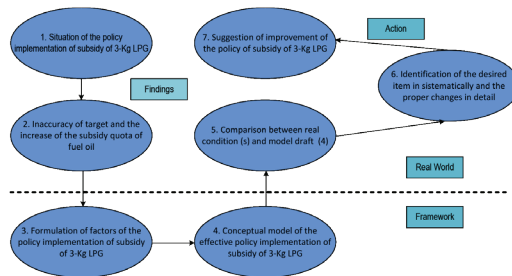 1. Situation of the policy
implementation of subsidy
of 3-Kg LPG
Findings
2. Inaccuracy of target and
the increase of the subsidy quota of
fuel oil
3. Formulation of factors of the
policy implementation of subsidy
of 3-Kg LPG
4. Conceptual model of the
effective policy implementation of
subsidy of 3-Kg LPG
5. Comparison between real
condition (s) and model draft (4)
6. Identification of the desired
item in sistematically and the
proper changes in detail
Action
7. Suggestion of improvement of
the policy of subsidy of 3-Kg LPG
Real World
Framework